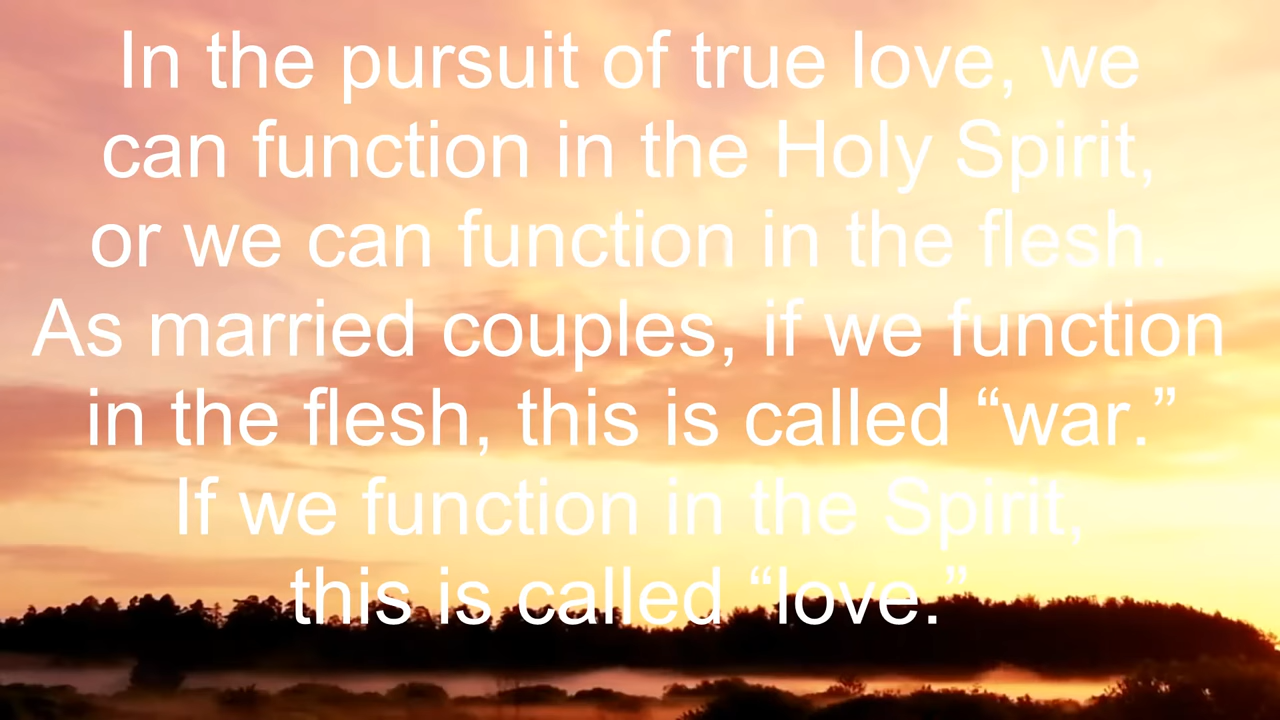 In the pursuit of true love, we
can function in the Holy Spirit,
or we can function in the flesh.
As married couples, if we function
in the flesh, this is called “war.”
If we function in the Spirit,
this is called “love.”